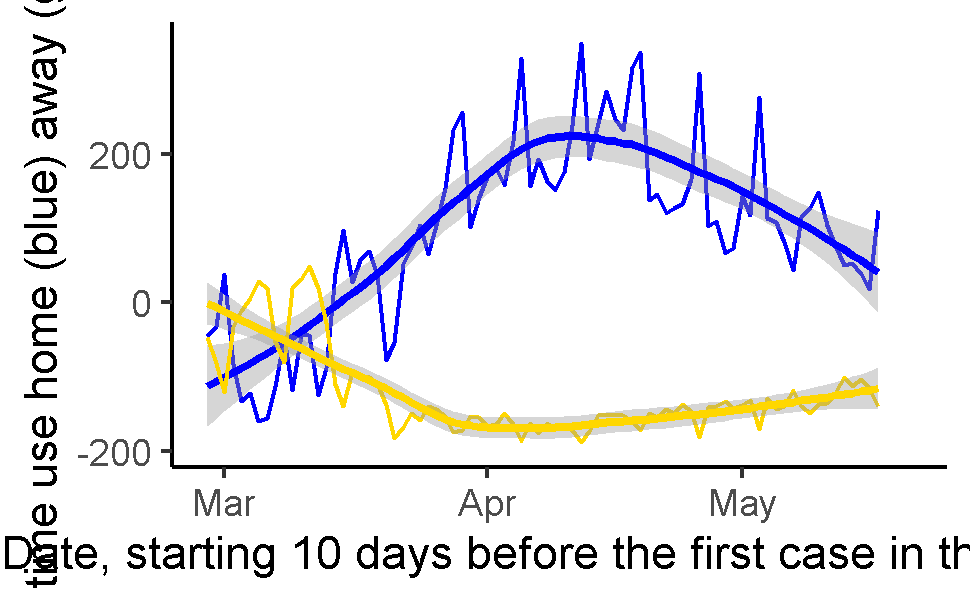 time use home (blue) away (
200
0
-200
Mar Apr May
Date, starting 10 days before the first case in th